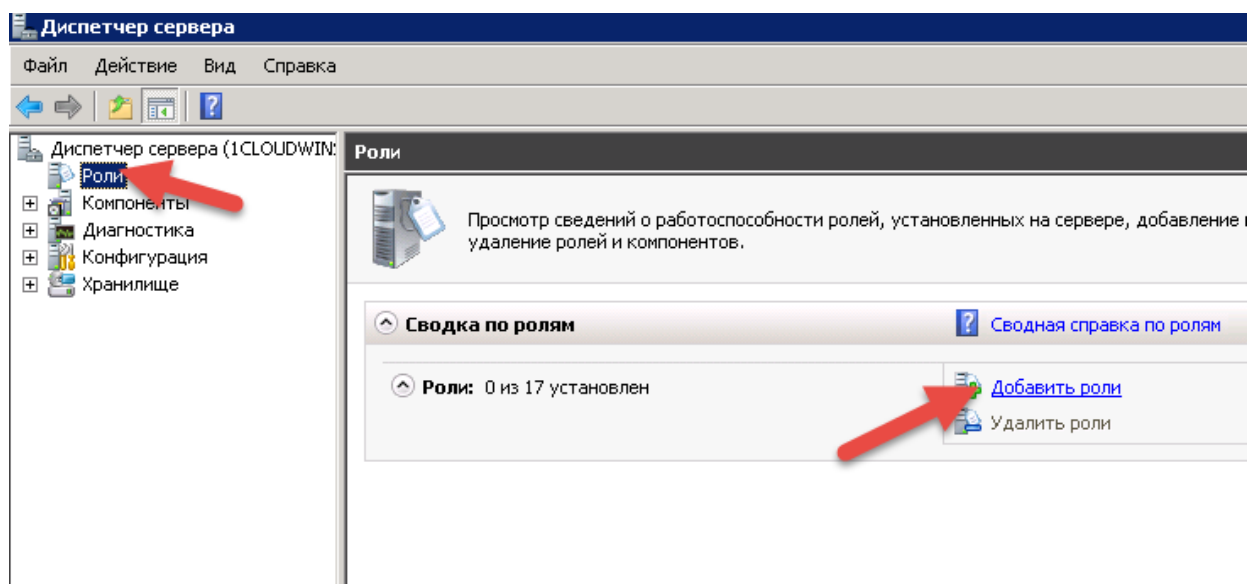 Диспетчер сервера
Файл Действие Вид Справка
Диспетчер сервера (1CLOUDWIN:
Роли
Компоненты
Диагностика
Конфигурация
Хранилище
Роли
Просмотр сведений о работоспособности ролей, установленных на сервере, добавление
удаление ролей и компонентов.
Сводка по ролям
Сводная справка по ролям
Роли: 0 из 17 установлен
Добавить роли
Удалить роли